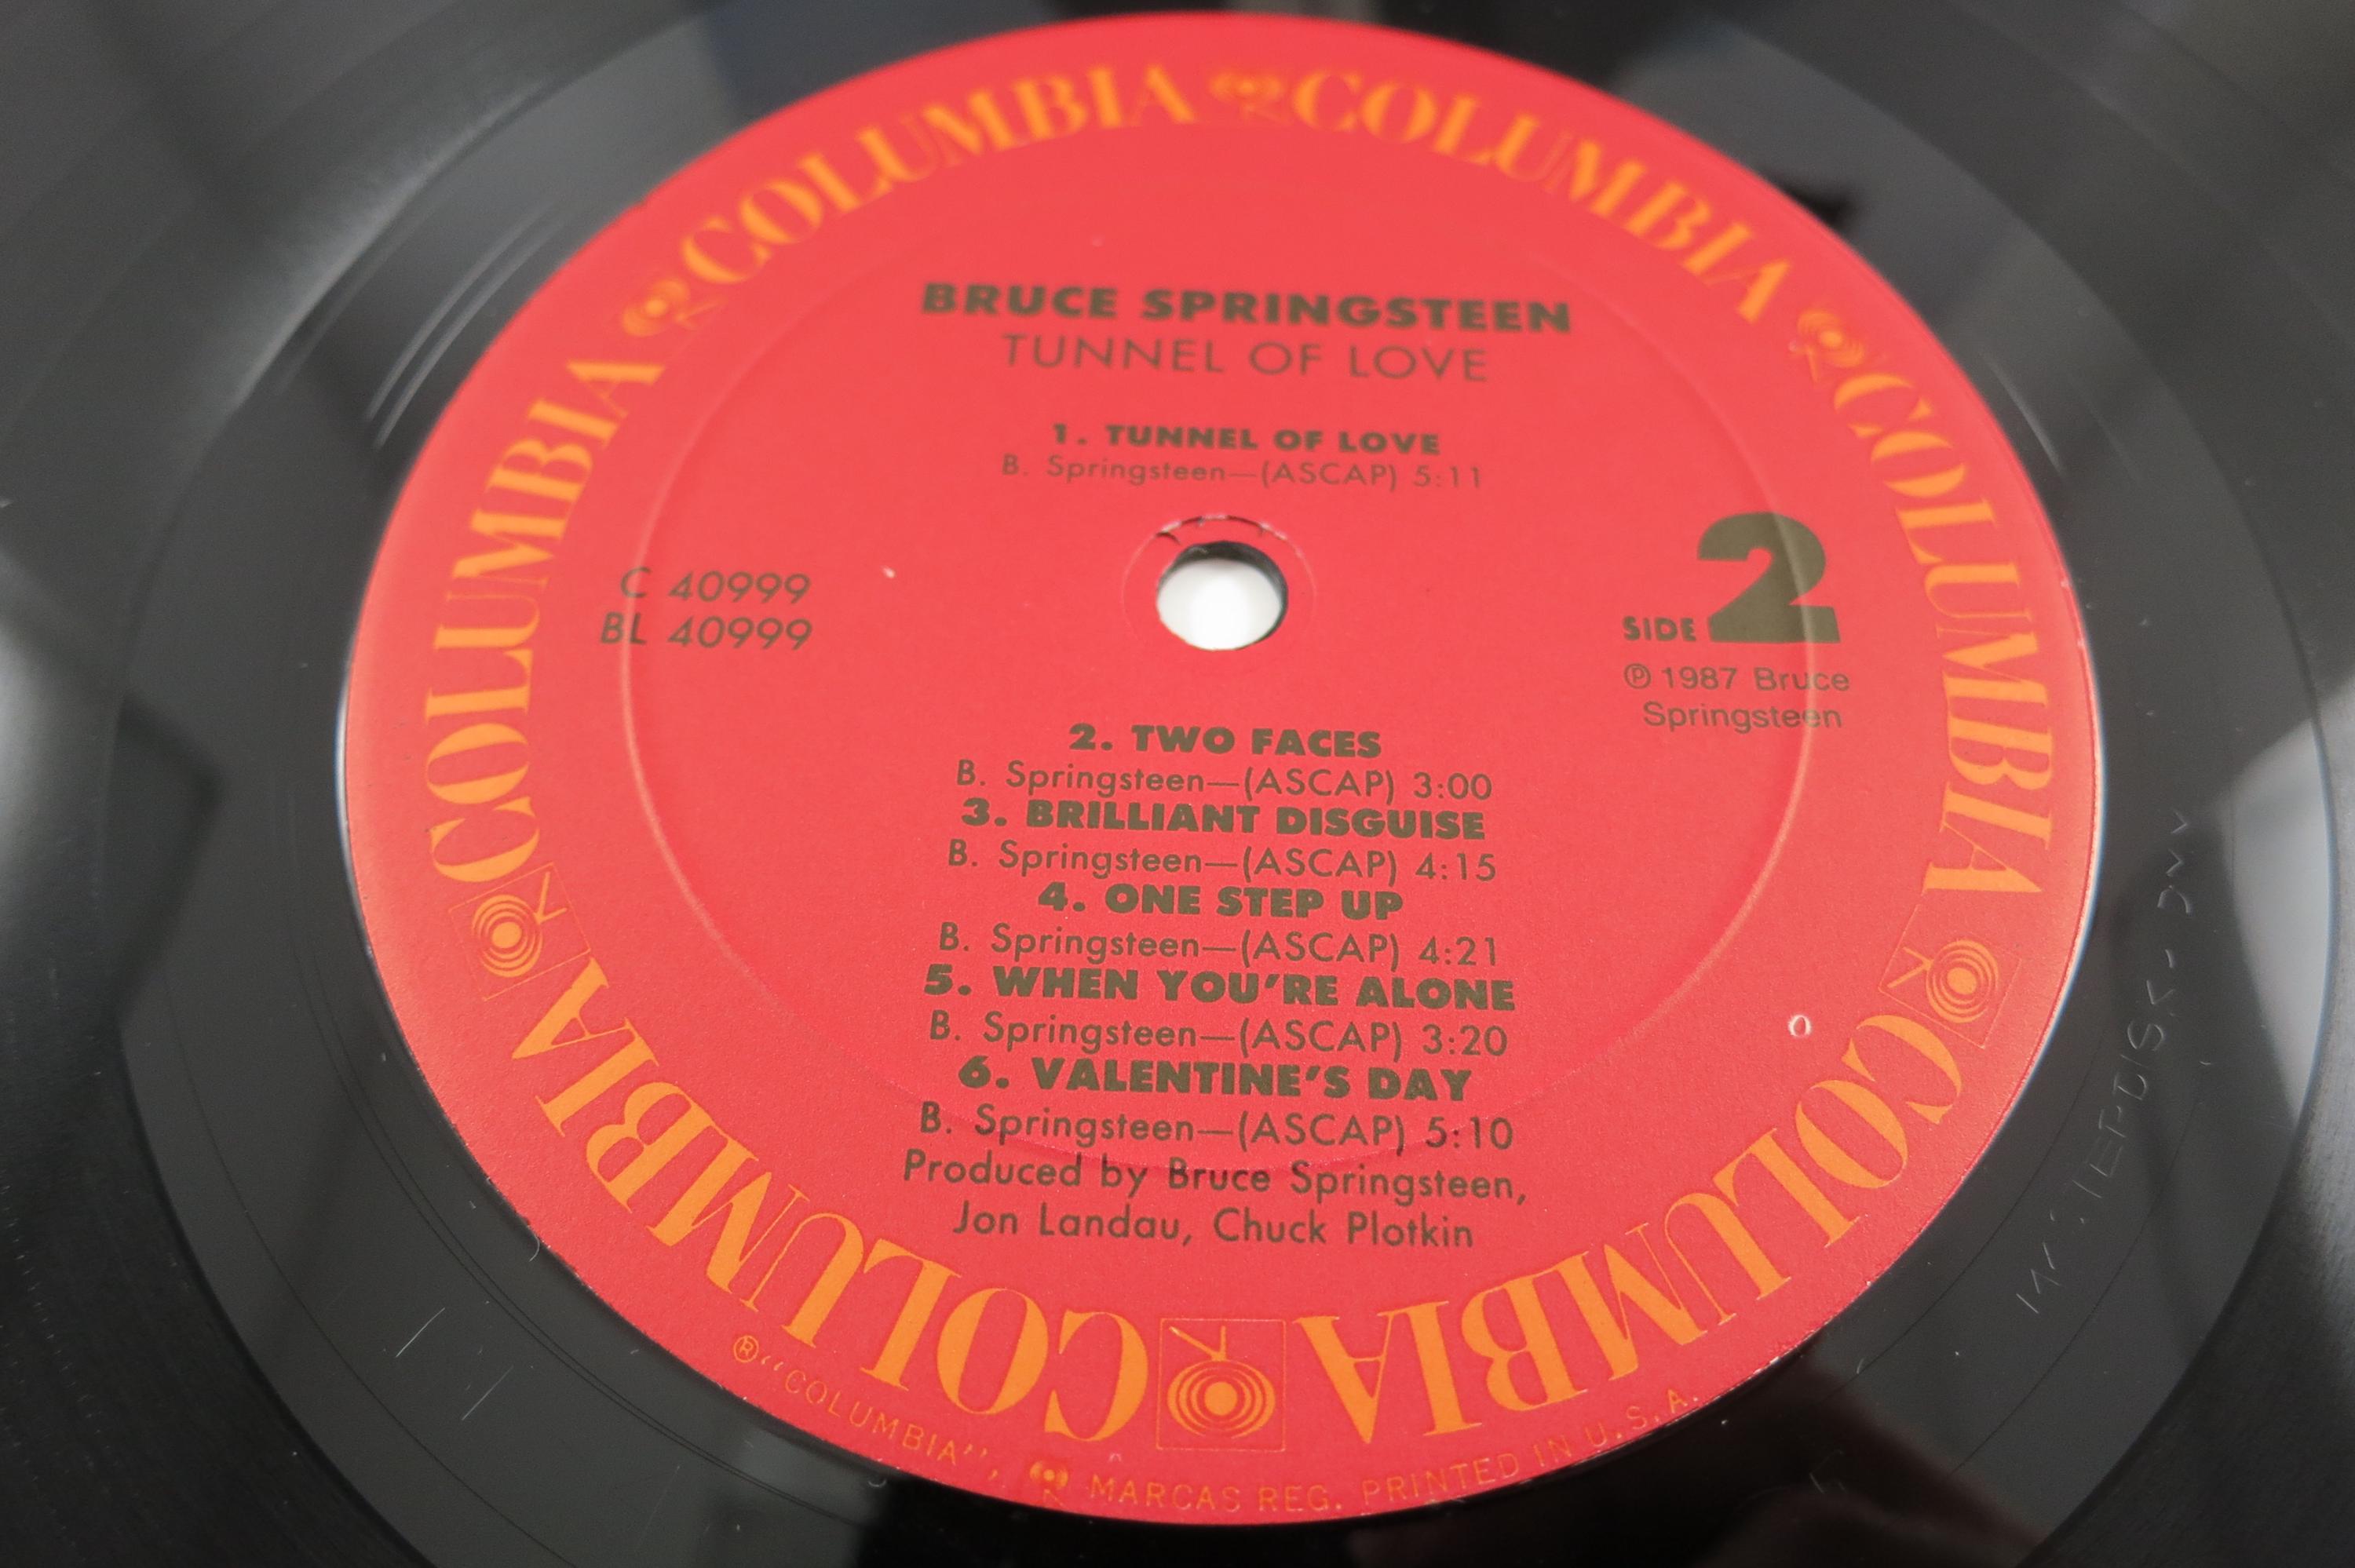 COLUMBIA COLUMBIA COLUMBIA COLUMBIA COLUMBIA COLUMBIA
BRUCE SPRINGSTEEN
TUNNEL OF LOVE
1. TUNNEL OF LOVE
B. Springsteen—(ASCAP) 5:11
C 40999
BL 40999
SIDE 2
℗ 1987 Bruce
Springsteen
2. TWO FACES
B. Springsteen—(ASCAP) 3:00
3. BRILLIANT DISGUISE
B. Springsteen—(ASCAP) 4:15
4. ONE STEP UP
B. Springsteen—(ASCAP) 4:21
5. WHEN YOU'RE ALONE
B. Springsteen—(ASCAP) 3:20
6. VALENTINE'S DAY
B. Springsteen—(ASCAP) 5:10
Produced by Bruce Springsteen,
Jon Landau, Chuck Plotkin
® "COLUMBIA", MARCAS REG. PRINTED IN U.S.A.